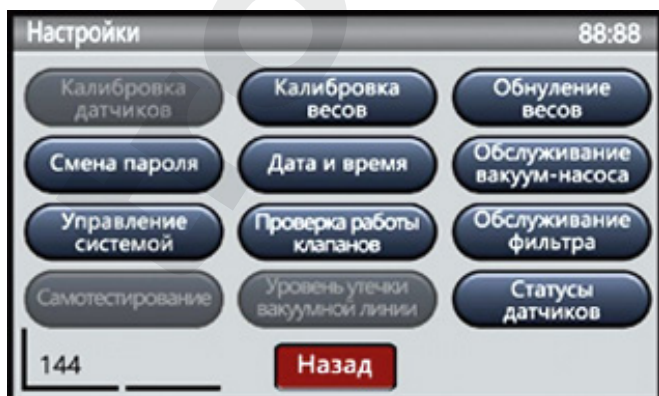 Настройки 88:88
Калибровка датчиков
Калибровка весов
Обнуление весов
Смена пароля
Дата и время
Обслуживание вакуум-насоса
Управление системой
Проверка работы клапанов
Обслуживание фильтра
Самотестирование
Уровень утечки вакуумной линии
Статусы датчиков
144
Назад